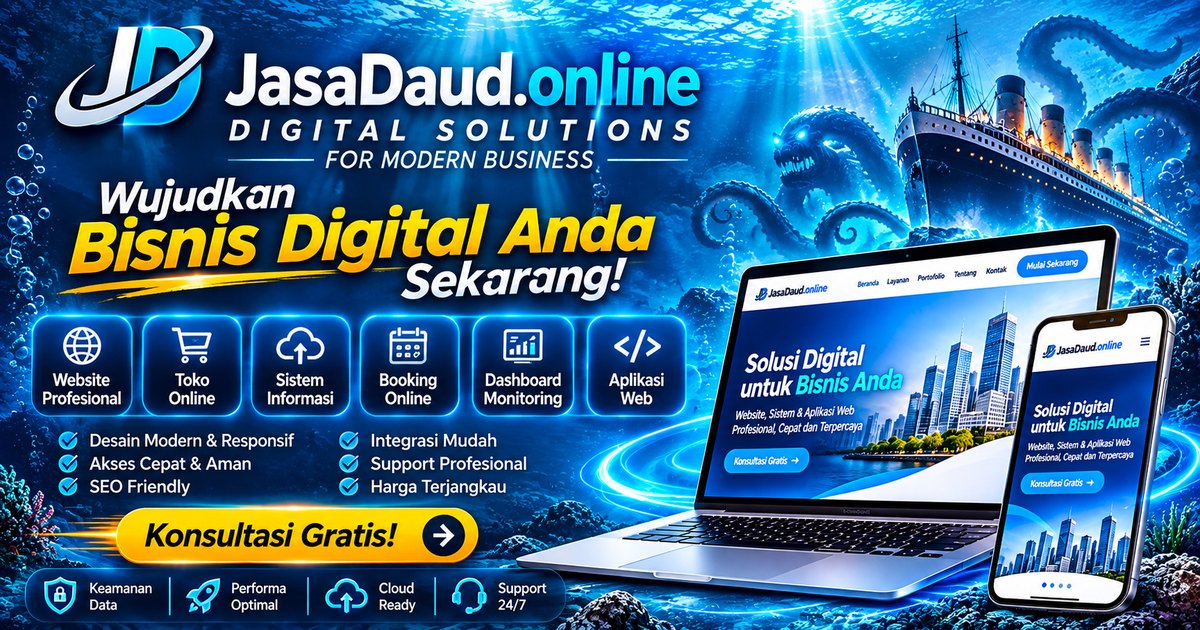 JD
JasaDaud.online
DIGITAL SOLUTIONS
FOR MODERN BUSINESS
Wujudkan
Bisnis Digital Anda
Sekarang!
Website
Profesional
Toko
Online
Sistem
Informasi
Booking
Online
Dashboard
Monitoring
</>
Aplikasi
Web
Desain Modern & Responsif
Akses Cepat & Aman
SEO Friendly
Integrasi Mudah
Support Profesional
Harga Terjangkau
Konsultasi Gratis!
Keamanan
Data
Performa
Optimal
Cloud
Ready
Support
24/7
JasaDaud.online
Beranda Layanan Portofolio Tentang Kontak Mulai Sekarang
Solusi Digital
untuk Bisnis Anda
Website, Sistem & Aplikasi Web
Profesional, Cepat dan Terpercaya
Konsultasi Gratis →
JasaDaud.online
Solusi Digital
untuk Bisnis Anda
Website, Sistem & Aplikasi Web
Profesional, Cepat dan Terpercaya
Konsultasi Gratis →